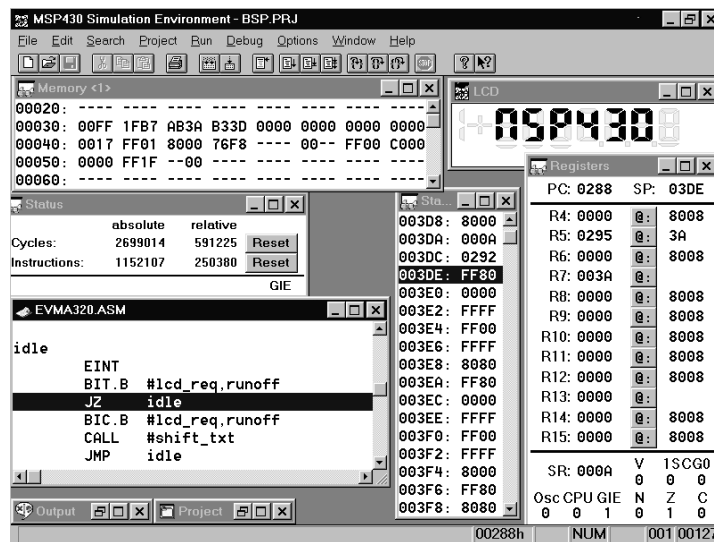 MSP430 Simulation Environment - BSP.PRJ
File Edit Search Project Run Debug Options Window Help
Memory <1>
00020: ---- ---- ---- ---- ---- ---- ---- ----
00030: 00FF 1FB7 AB3A B33D 0000 0000 0000 0000
00040: 0017 FF01 8000 76F8 ---- 00-- FF00 C000
00050: 0000 FF1F --00 ---- ---- ---- ---- ----
00060: ---- ---- ---- ---- ---- ---- ---- ----
LCD
MSP430
Status
absolute relative
Cycles: 2699014 591225 Reset
Instructions: 1152107 250380 Reset
GIE
EVMA320.ASM
idle
EINT
BIT.B #lcd_req,runoff
JZ idle
BIC.B #lcd_req,runoff
CALL #shift_txt
JMP idle
Sta...
003D8: 8000
003DA: 000A
003DC: 0292
003DE: FF80
003E0: 0000
003E2: FFFF
003E4: FF00
003E6: FFFF
003E8: 8080
003EA: FF80
003EC: 0000
003EE: FFFF
003F0: FF00
003F2: FFFF
003F4: 8000
003F6: FF80
003F8: 8080
Registers
PC: 0288 SP: 03DE
R4: 0000 @: 8008
R5: 0295 @: 3A
R6: 0000 @: 8008
R7: 003A @:
R8: 0000 @: 8008
R9: 0000 @: 8008
R10: 0000 @: 8008
R11: 0000 @: 8008
R12: 0000 @: 8008
R13: 0000 @:
R14: 0000 @: 8008
R15: 0000 @: 8008
SR: 000A V 1SCG0
0 0 0
Osc CPU GIE N Z C
0 0 1 0 1 0
Output
Project
00288h NUM 001 00127